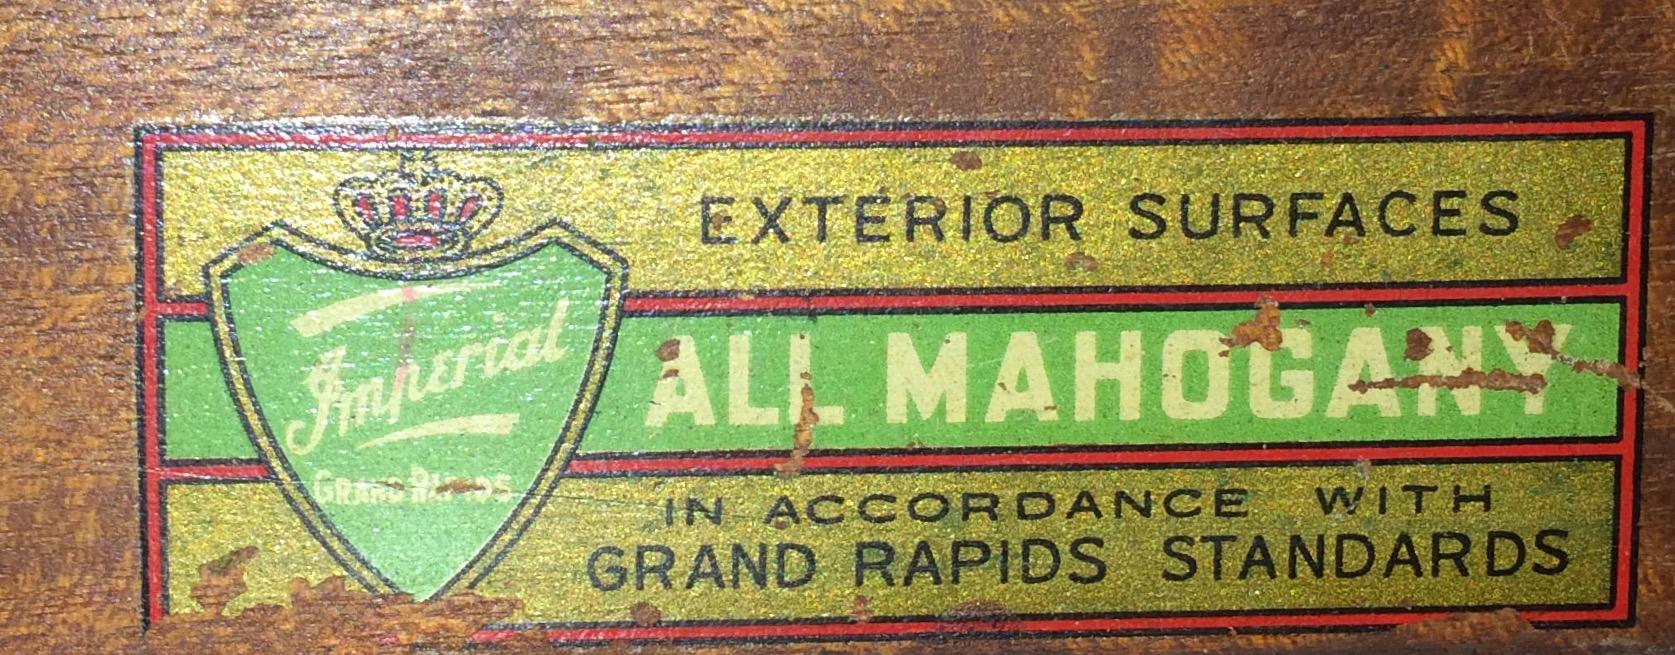 Imperial
GRAND RAPIDS
EXTERIOR SURFACES
ALL MAHOGANY
IN ACCORDANCE WITH
GRAND RAPIDS STANDARDS